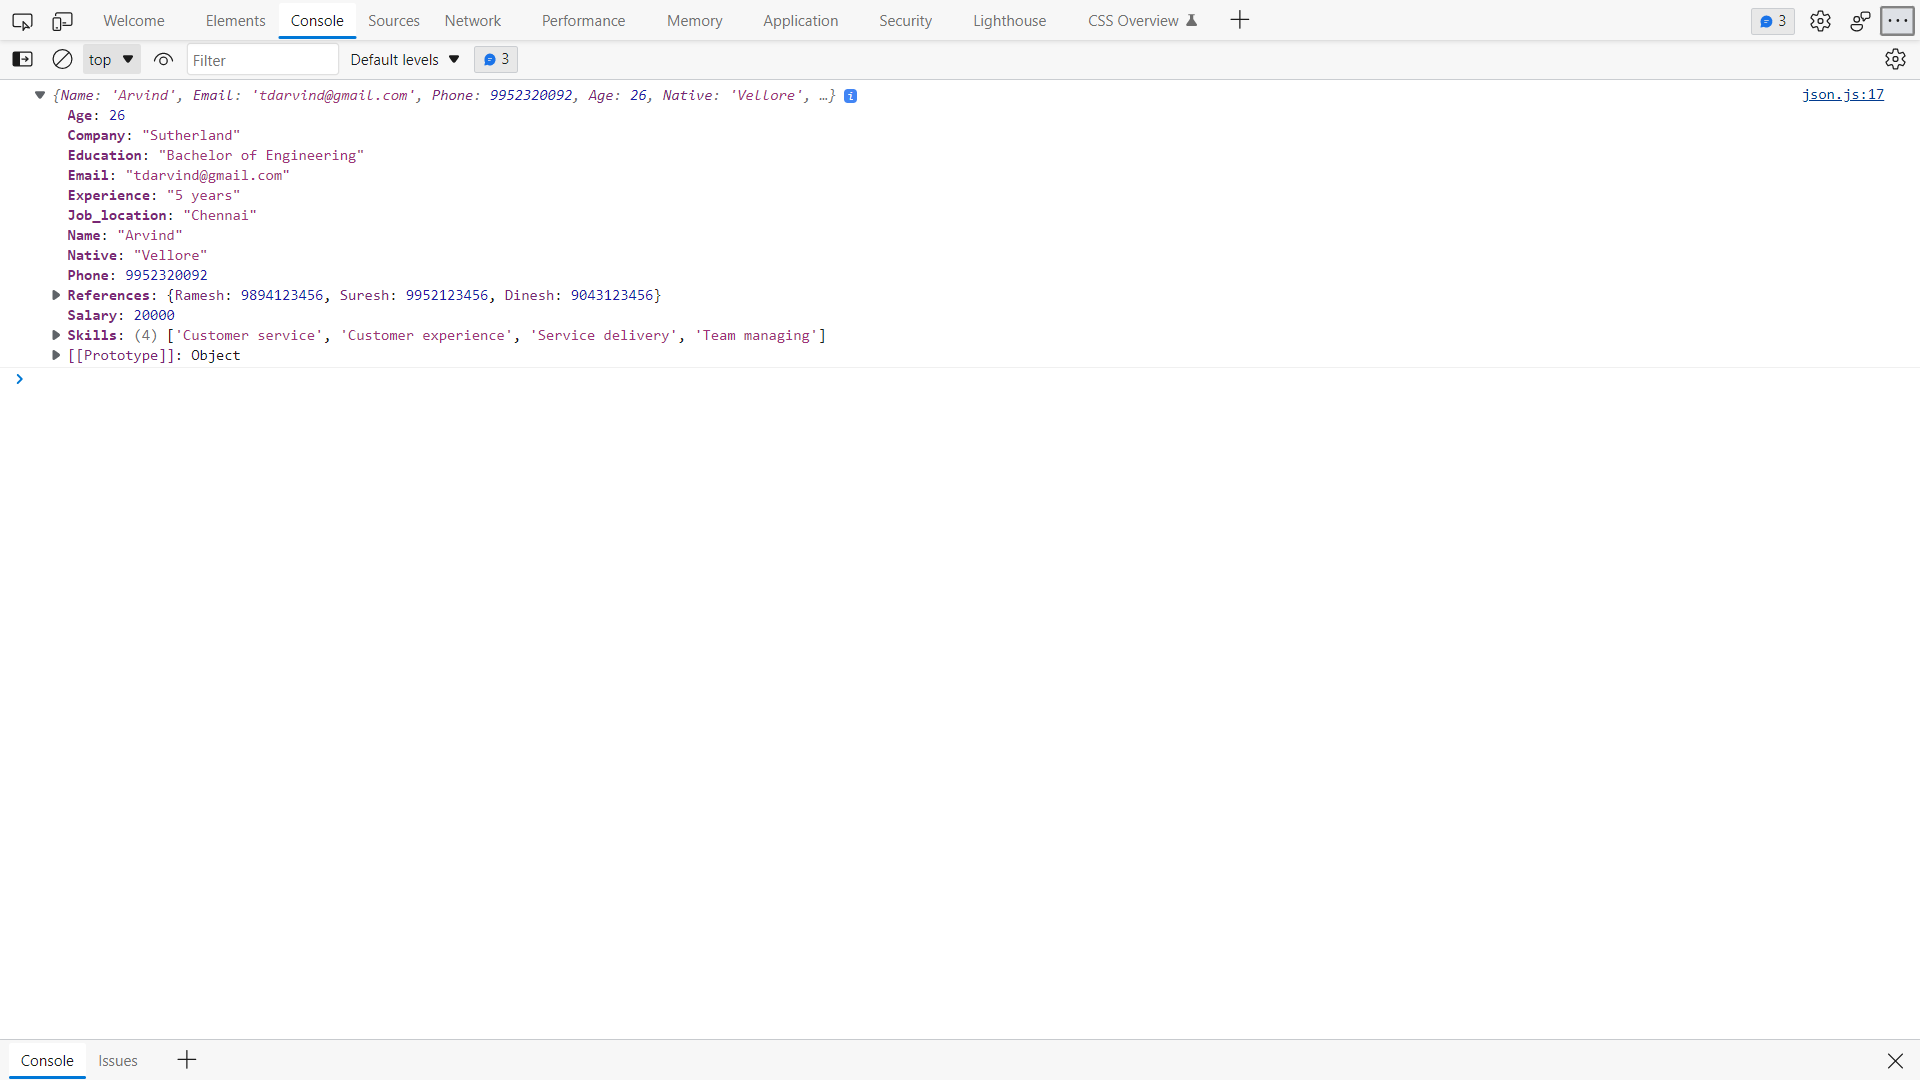 Welcome Elements Console Sources Network Performance Memory Application Security Lighthouse CSS Overview 3
top Filter Default levels 3
{Name: 'Arvind', Email: 'tdarvind@gmail.com', Phone: 9952320092, Age: 26, Native: 'Vellore', …} i json.js:17
Age: 26
Company: "Sutherland"
Education: "Bachelor of Engineering"
Email: "tdarvind@gmail.com"
Experience: "5 years"
Job_location: "Chennai"
Name: "Arvind"
Native: "Vellore"
Phone: 9952320092
References: {Ramesh: 9894123456, Suresh: 9952123456, Dinesh: 9043123456}
Salary: 20000
Skills: (4) ['Customer service', 'Customer experience', 'Service delivery', 'Team managing']
[[Prototype]]: Object
Console Issues